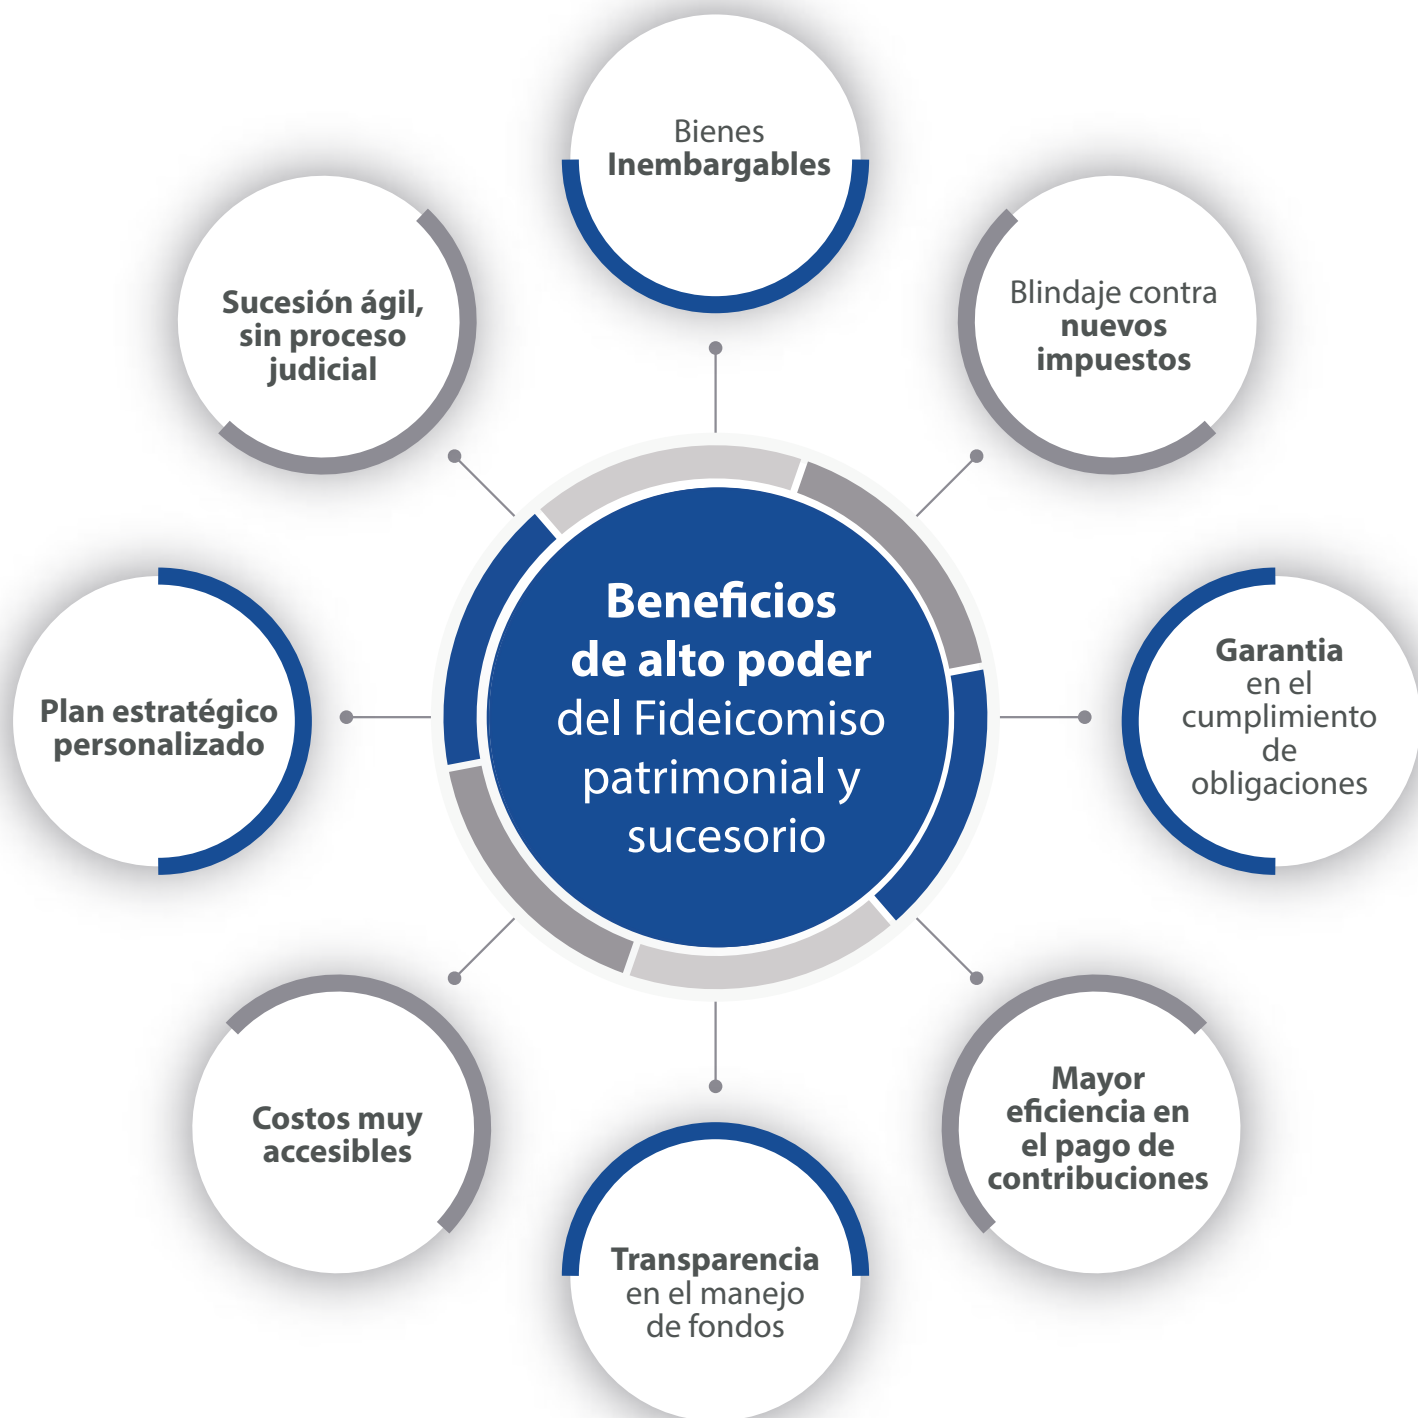 Bienes
Inembargables
Sucesión ágil,
sin proceso
judicial
Blindaje contra
nuevos
impuestos
Beneficios
de alto poder
del Fideicomiso
patrimonial y
sucesorio
Plan estratégico
personalizado
Garantia
en el
cumplimiento
de
obligaciones
Costos muy
accesibles
Mayor
eficiencia en
el pago de
contribuciones
Transparencia
en el manejo
de fondos